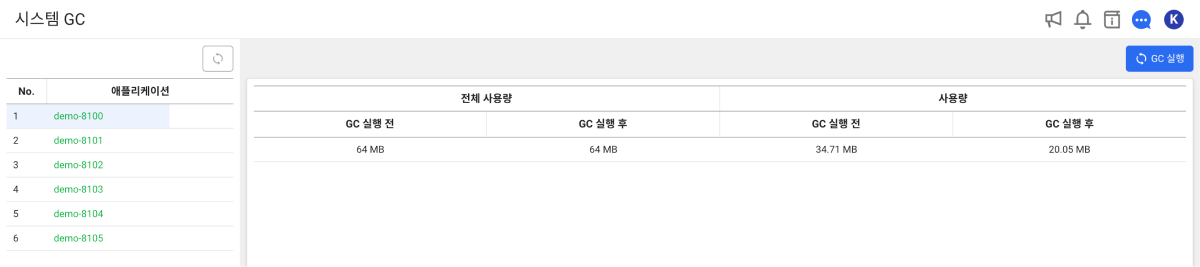 시스템 GC
K
GC 실행
No. 애플리케이션
1 demo-8100
2 demo-8101
3 demo-8102
4 demo-8103
5 demo-8104
6 demo-8105
전체 사용량 사용량
GC 실행 전 GC 실행 후 GC 실행 전 GC 실행 후
64 MB 64 MB 34.71 MB 20.05 MB